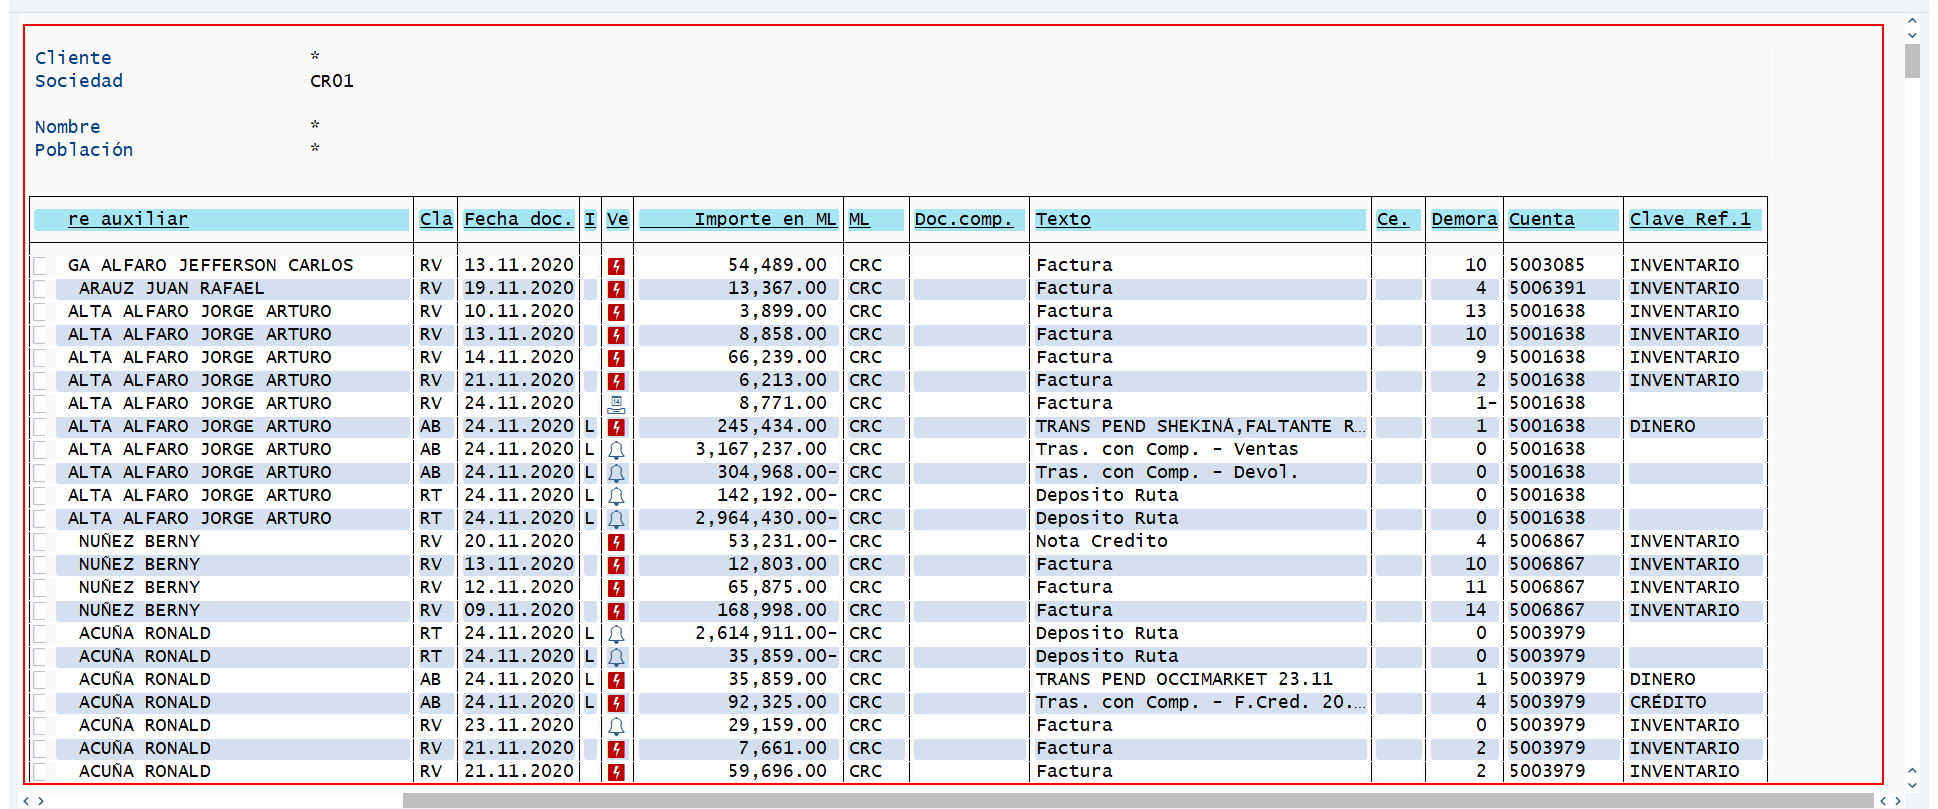 Cliente *
Sociedad CR01
Nombre *
Población *
re auxiliar Cla Fecha doc. I Ve Importe en ML ML Doc.comp. Texto Ce. Demora Cuenta Clave Ref.1
GA ALFARO JEFFERSON CARLOS RV 13.11.2020 54,489.00 CRC Factura 10 5003085 INVENTARIO
ARAUZ JUAN RAFAEL RV 19.11.2020 13,367.00 CRC Factura 4 5006391 INVENTARIO
ALTA ALFARO JORGE ARTURO RV 10.11.2020 3,899.00 CRC Factura 13 5001638 INVENTARIO
ALTA ALFARO JORGE ARTURO RV 13.11.2020 8,858.00 CRC Factura 10 5001638 INVENTARIO
ALTA ALFARO JORGE ARTURO RV 14.11.2020 66,239.00 CRC Factura 9 5001638 INVENTARIO
ALTA ALFARO JORGE ARTURO RV 21.11.2020 6,213.00 CRC Factura 2 5001638 INVENTARIO
ALTA ALFARO JORGE ARTURO RV 24.11.2020 8,771.00 CRC Factura 1- 5001638
ALTA ALFARO JORGE ARTURO AB 24.11.2020 L 245,434.00 CRC TRANS PEND SHEKINÁ,FALTANTE R… 1 5001638 DINERO
ALTA ALFARO JORGE ARTURO AB 24.11.2020 L 3,167,237.00 CRC Tras. con Comp. - Ventas 0 5001638
ALTA ALFARO JORGE ARTURO AB 24.11.2020 L 304,968.00- CRC Tras. con Comp. - Devol. 0 5001638
ALTA ALFARO JORGE ARTURO RT 24.11.2020 L 142,192.00- CRC Deposito Ruta 0 5001638
ALTA ALFARO JORGE ARTURO RT 24.11.2020 L 2,964,430.00- CRC Deposito Ruta 0 5001638
NUÑEZ BERNY RV 20.11.2020 53,231.00- CRC Nota Credito 4 5006867 INVENTARIO
NUÑEZ BERNY RV 13.11.2020 12,803.00 CRC Factura 10 5006867 INVENTARIO
NUÑEZ BERNY RV 12.11.2020 65,875.00 CRC Factura 11 5006867 INVENTARIO
NUÑEZ BERNY RV 09.11.2020 168,998.00 CRC Factura 14 5006867 INVENTARIO
ACUÑA RONALD RT 24.11.2020 L 2,614,911.00- CRC Deposito Ruta 0 5003979
ACUÑA RONALD RT 24.11.2020 L 35,859.00- CRC Deposito Ruta 0 5003979
ACUÑA RONALD AB 24.11.2020 L 35,859.00 CRC TRANS PEND OCCIMARKET 23.11 1 5003979 DINERO
ACUÑA RONALD AB 24.11.2020 L 92,325.00 CRC Tras. con Comp. - F.Cred. 20.… 4 5003979 CRÉDITO
ACUÑA RONALD RV 23.11.2020 29,159.00 CRC Factura 0 5003979 INVENTARIO
ACUÑA RONALD RV 21.11.2020 7,661.00 CRC Factura 2 5003979 INVENTARIO
ACUÑA RONALD RV 21.11.2020 59,696.00 CRC Factura 2 5003979 INVENTARIO